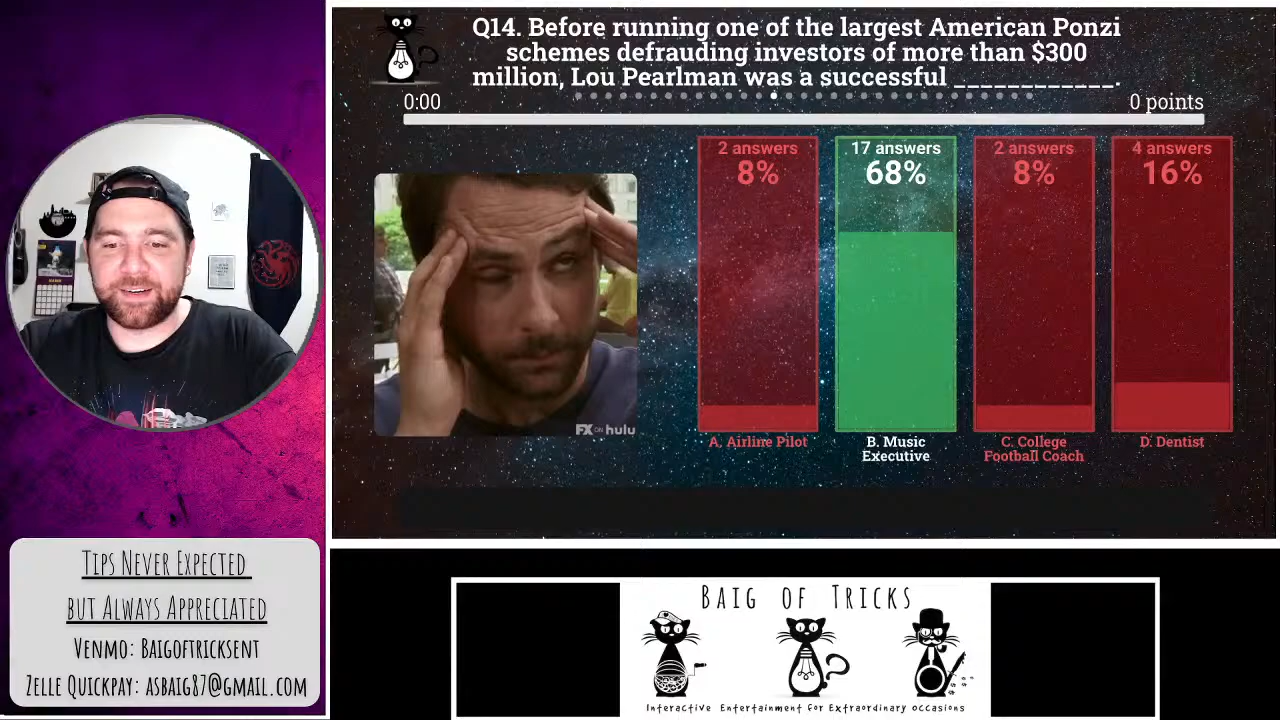 Q14. Before running one of the largest American Ponzi
schemes defrauding investors of more than $300
million, Lou Pearlman was a successful ____________.
0:00
0 points
2 answers
8%
17 answers
68%
2 answers
8%
4 answers
16%
FX ON hulu
A. Airline Pilot
B. Music
Executive
C. College
Football Coach
D. Dentist
Tips Never Expected
but Always Appreciated
Venmo: Baigoftricksent
Zelle Quickpay: asbaig87@gmail.com
Baig of Tricks
Interactive Entertainment for Extraordinary Occasions